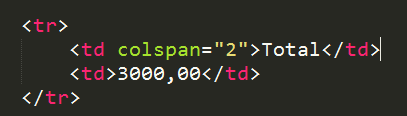 <tr>
    <td colspan="2">Total</td>
    <td>3000,00</td>
</tr>